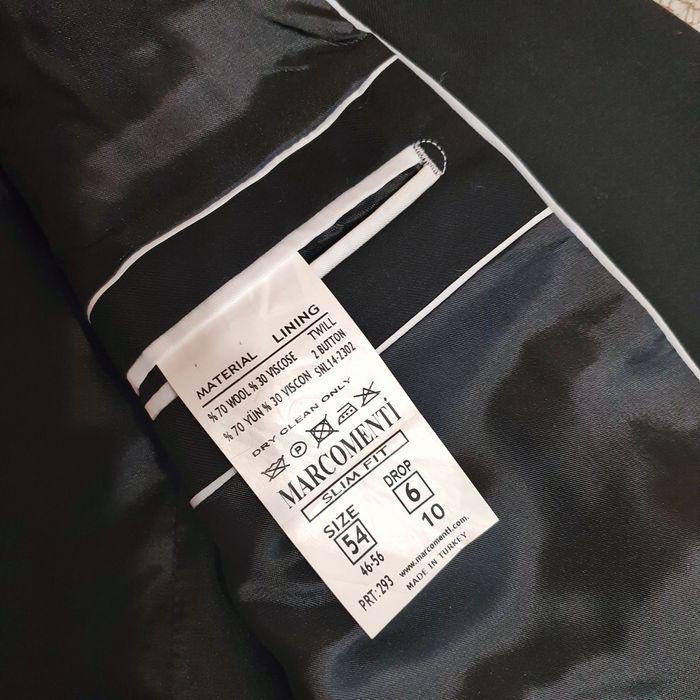 MATERIAL LINING
% 70 WOOL % 30 VISCOSE TWILL
% 70 YÜN % 30 VISCON 2 BUTTON
SNL14-2302
DRY CLEAN ONLY
P
MARCOMENTİ
SLIM FIT
SIZE DROP
54 6
46-56 10
PRT: 293 www.marcomenti.com.
MADE IN TURKEY